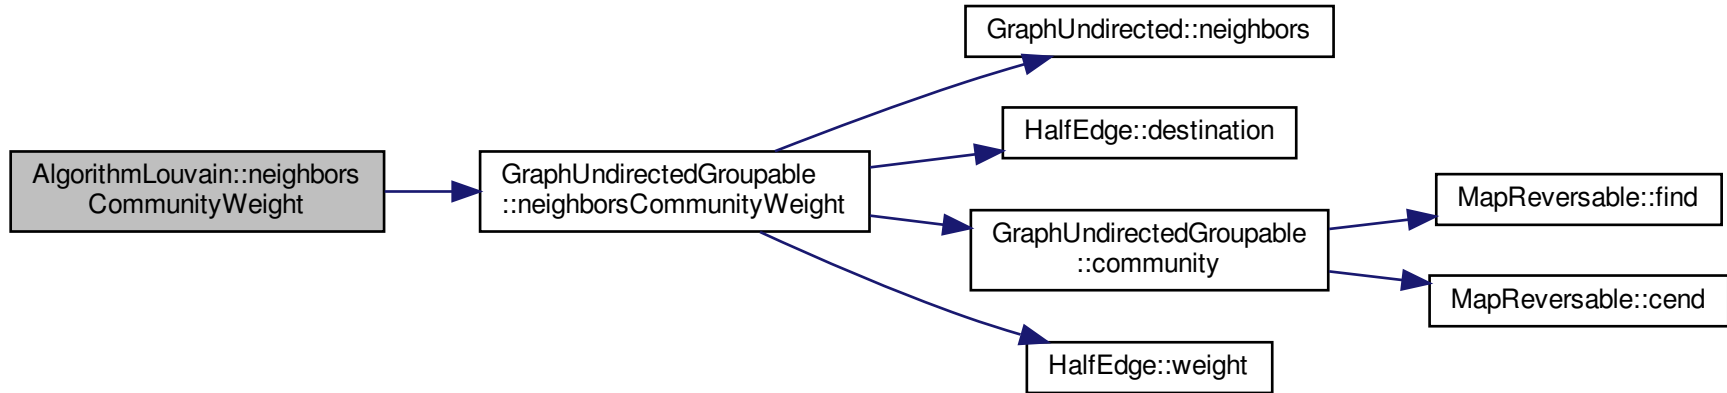 AlgorithmLouvain::neighbors
CommunityWeight
GraphUndirectedGroupable
::neighborsCommunityWeight
GraphUndirected::neighbors
HalfEdge::destination
GraphUndirectedGroupable
::community
MapReversable::find
MapReversable::cend
HalfEdge::weight